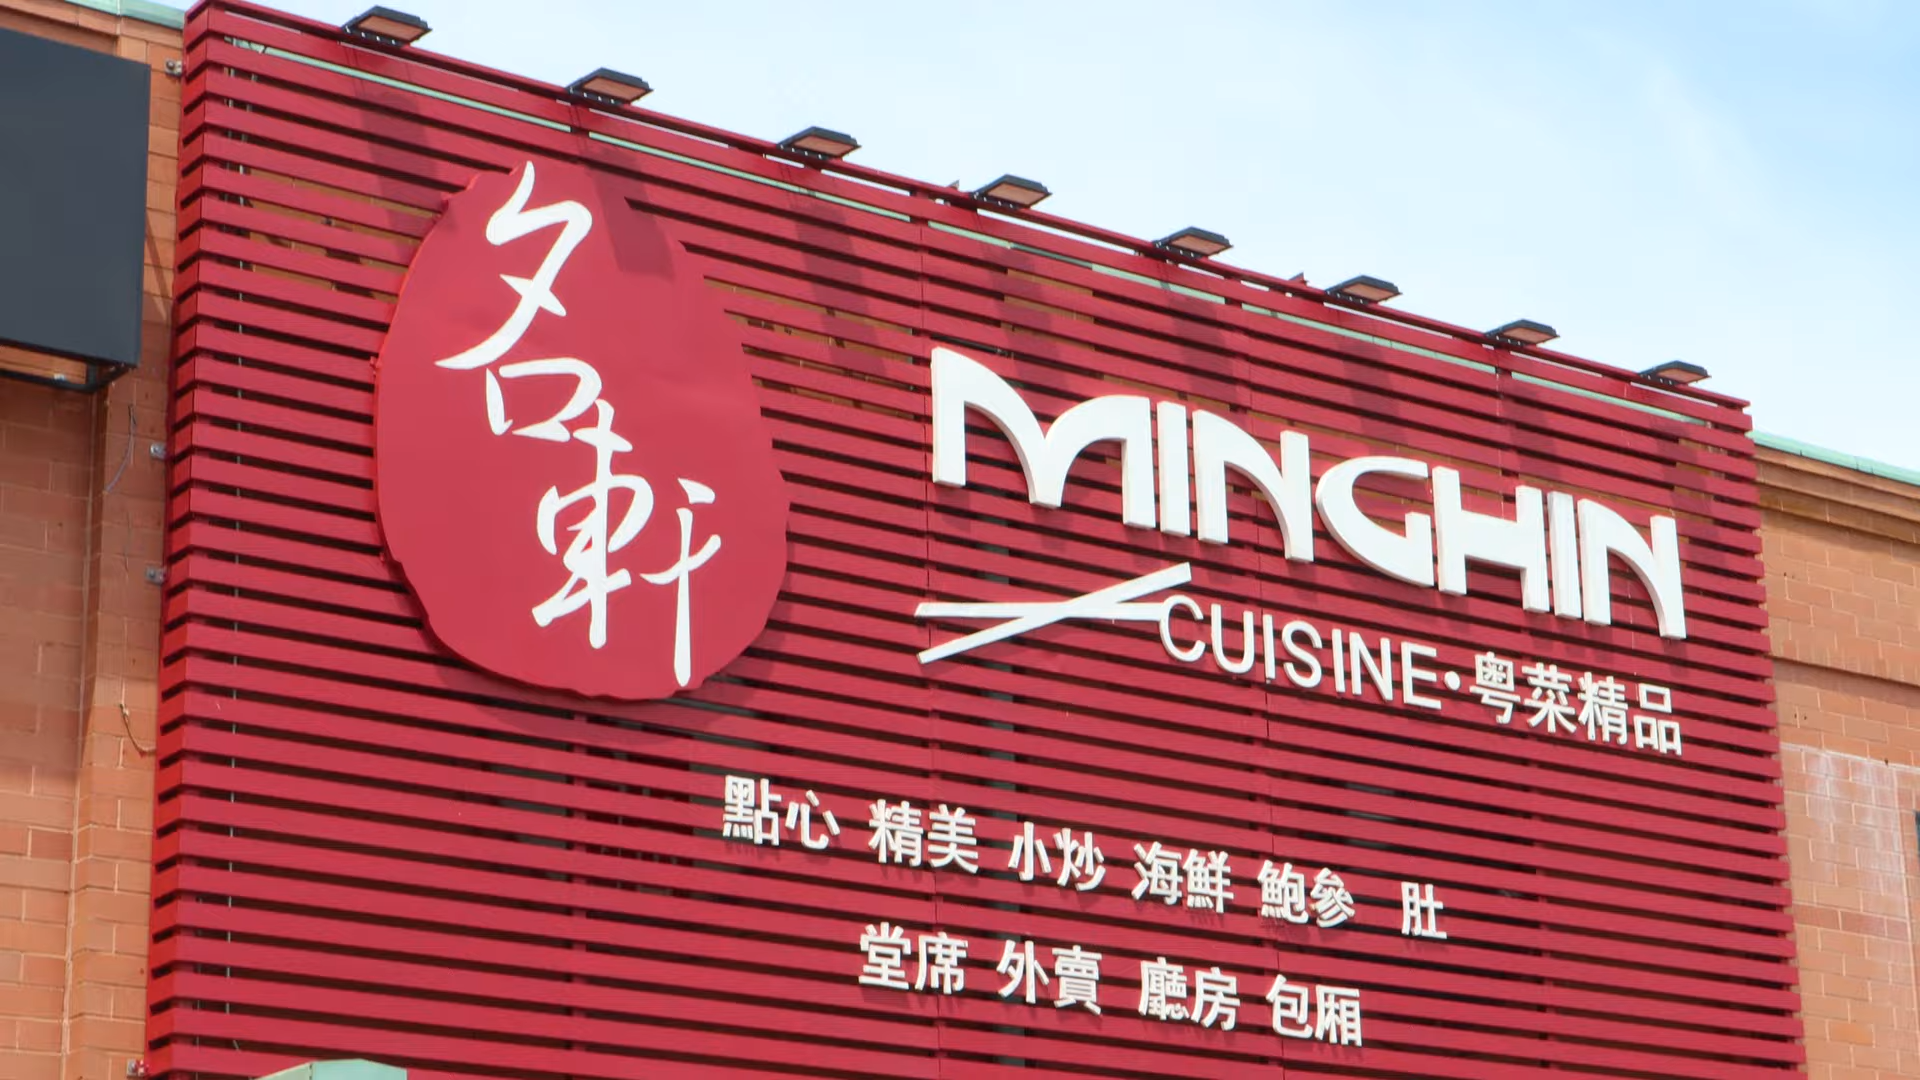 名軒
MINGHIN
CUISINE·粤菜精品
點心 精美 小炒 海鮮 鮑參 肚
堂席 外賣 廳房 包厢